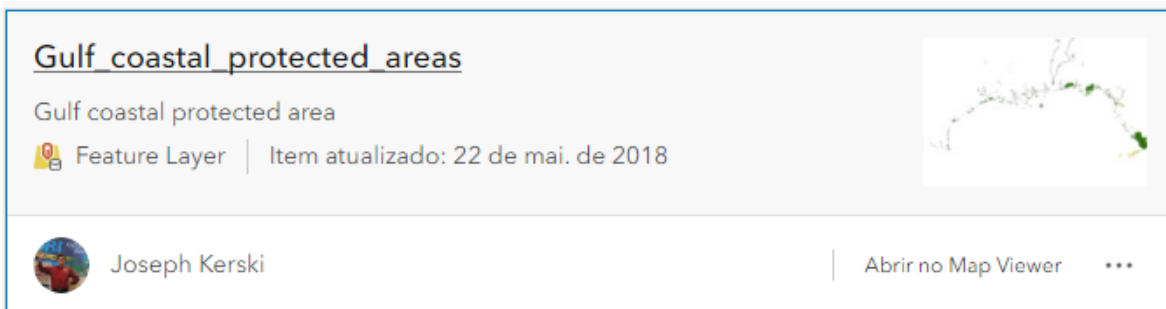 Gulf_coastal_protected_areas
Gulf coastal protected area
Feature Layer | Item atualizado: 22 de mai. de 2018
Joseph Kerski
Abrir no Map Viewer